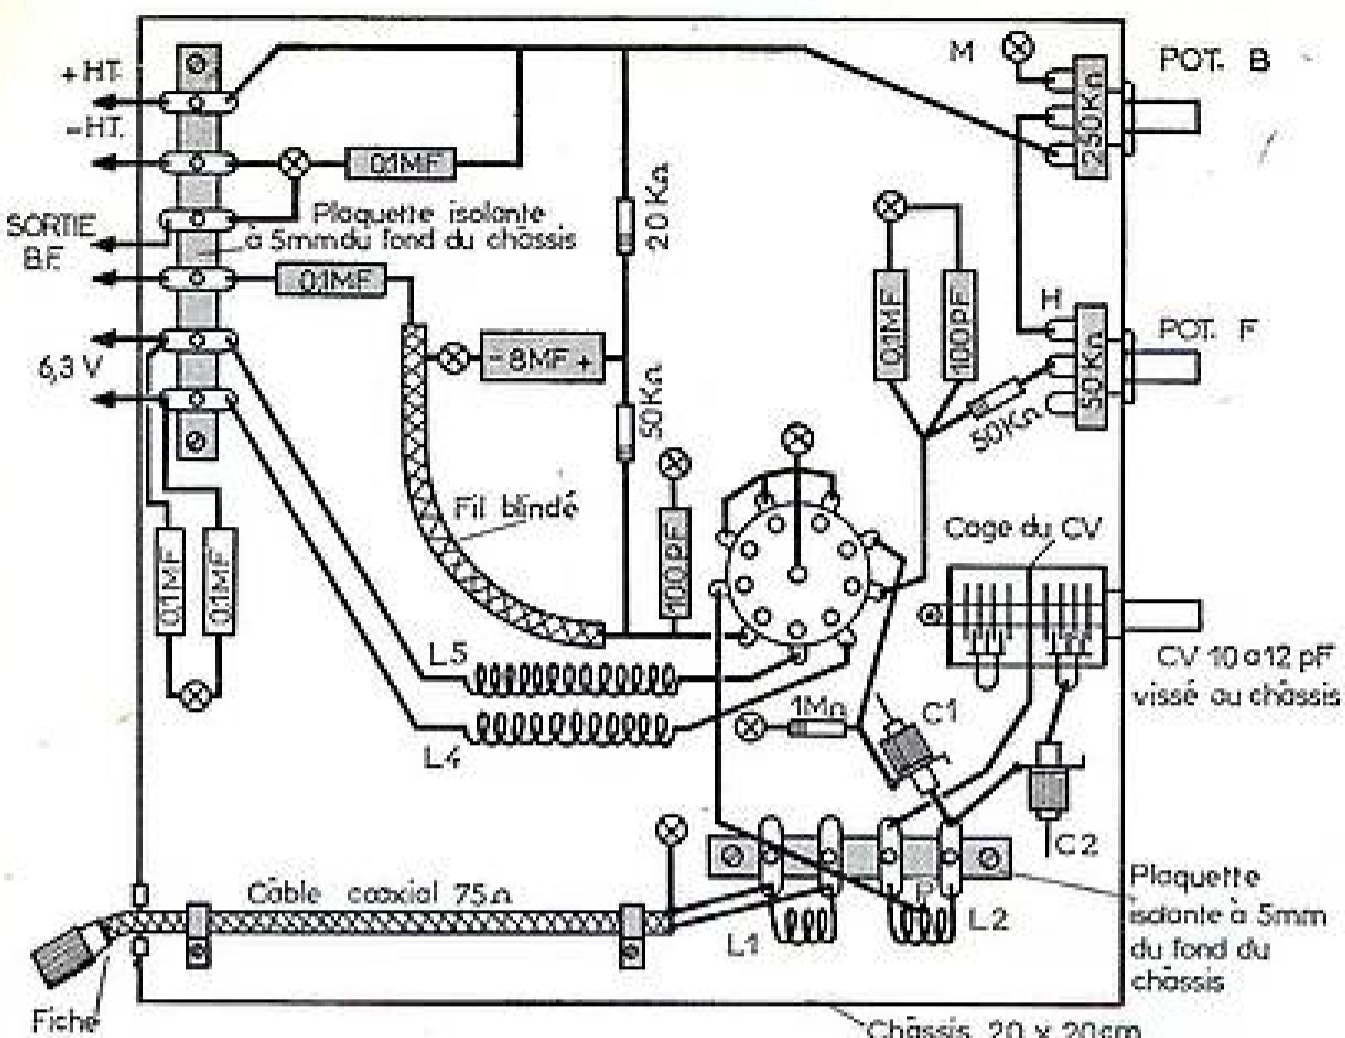 + HT.
-HT.
SORTIE
B.F.
6,3 V
0,1MF
Plaquette isolante
à 5mm du fond du châssis
0,1MF
-8MF+
20 KΩ
50KΩ
Fil blindé
100pF
0,1MF
0,1MF
L5
L4
M
250KΩ
POT. B
0,1MF
100PF
H
50KΩ
POT. F
50KΩ
Cage du CV
CV 10 à 12 pF
vissé au châssis
1MΩ
C1
C2
Câble coaxial 75Ω
L1
P
L2
Plaquette
isolante à 5mm
du fond du
châssis
Fiche
Châssis 20 x 20cm